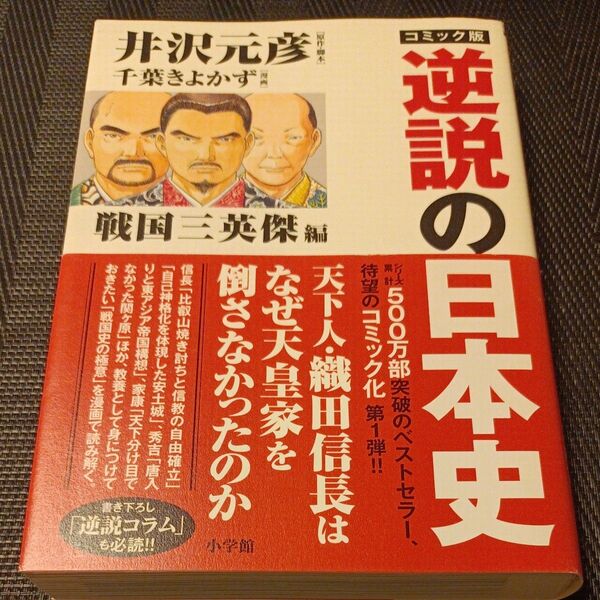 コミック版
逆説の日本史
井沢元彦［原作・脚本］
千葉きよかず［漫画］
戦国三英傑編
シリーズ累計500万部突破のベストセラー、
待望のコミック化 第1弾!!
天下人・織田信長は
なぜ天皇家を
倒さなかったのか
信長「比叡山焼き討ちと信教の自由確立」
「自己神格化を体現した安土城」、秀吉「唐入
りと東アジア帝国構想」、家康「天下分け目で
なかった関ヶ原」ほか、教養として身につけて
おきたい「戦国史の極意」を漫画で読み解く、
書き下ろし
「逆説コラム」
も必読!!
小学館